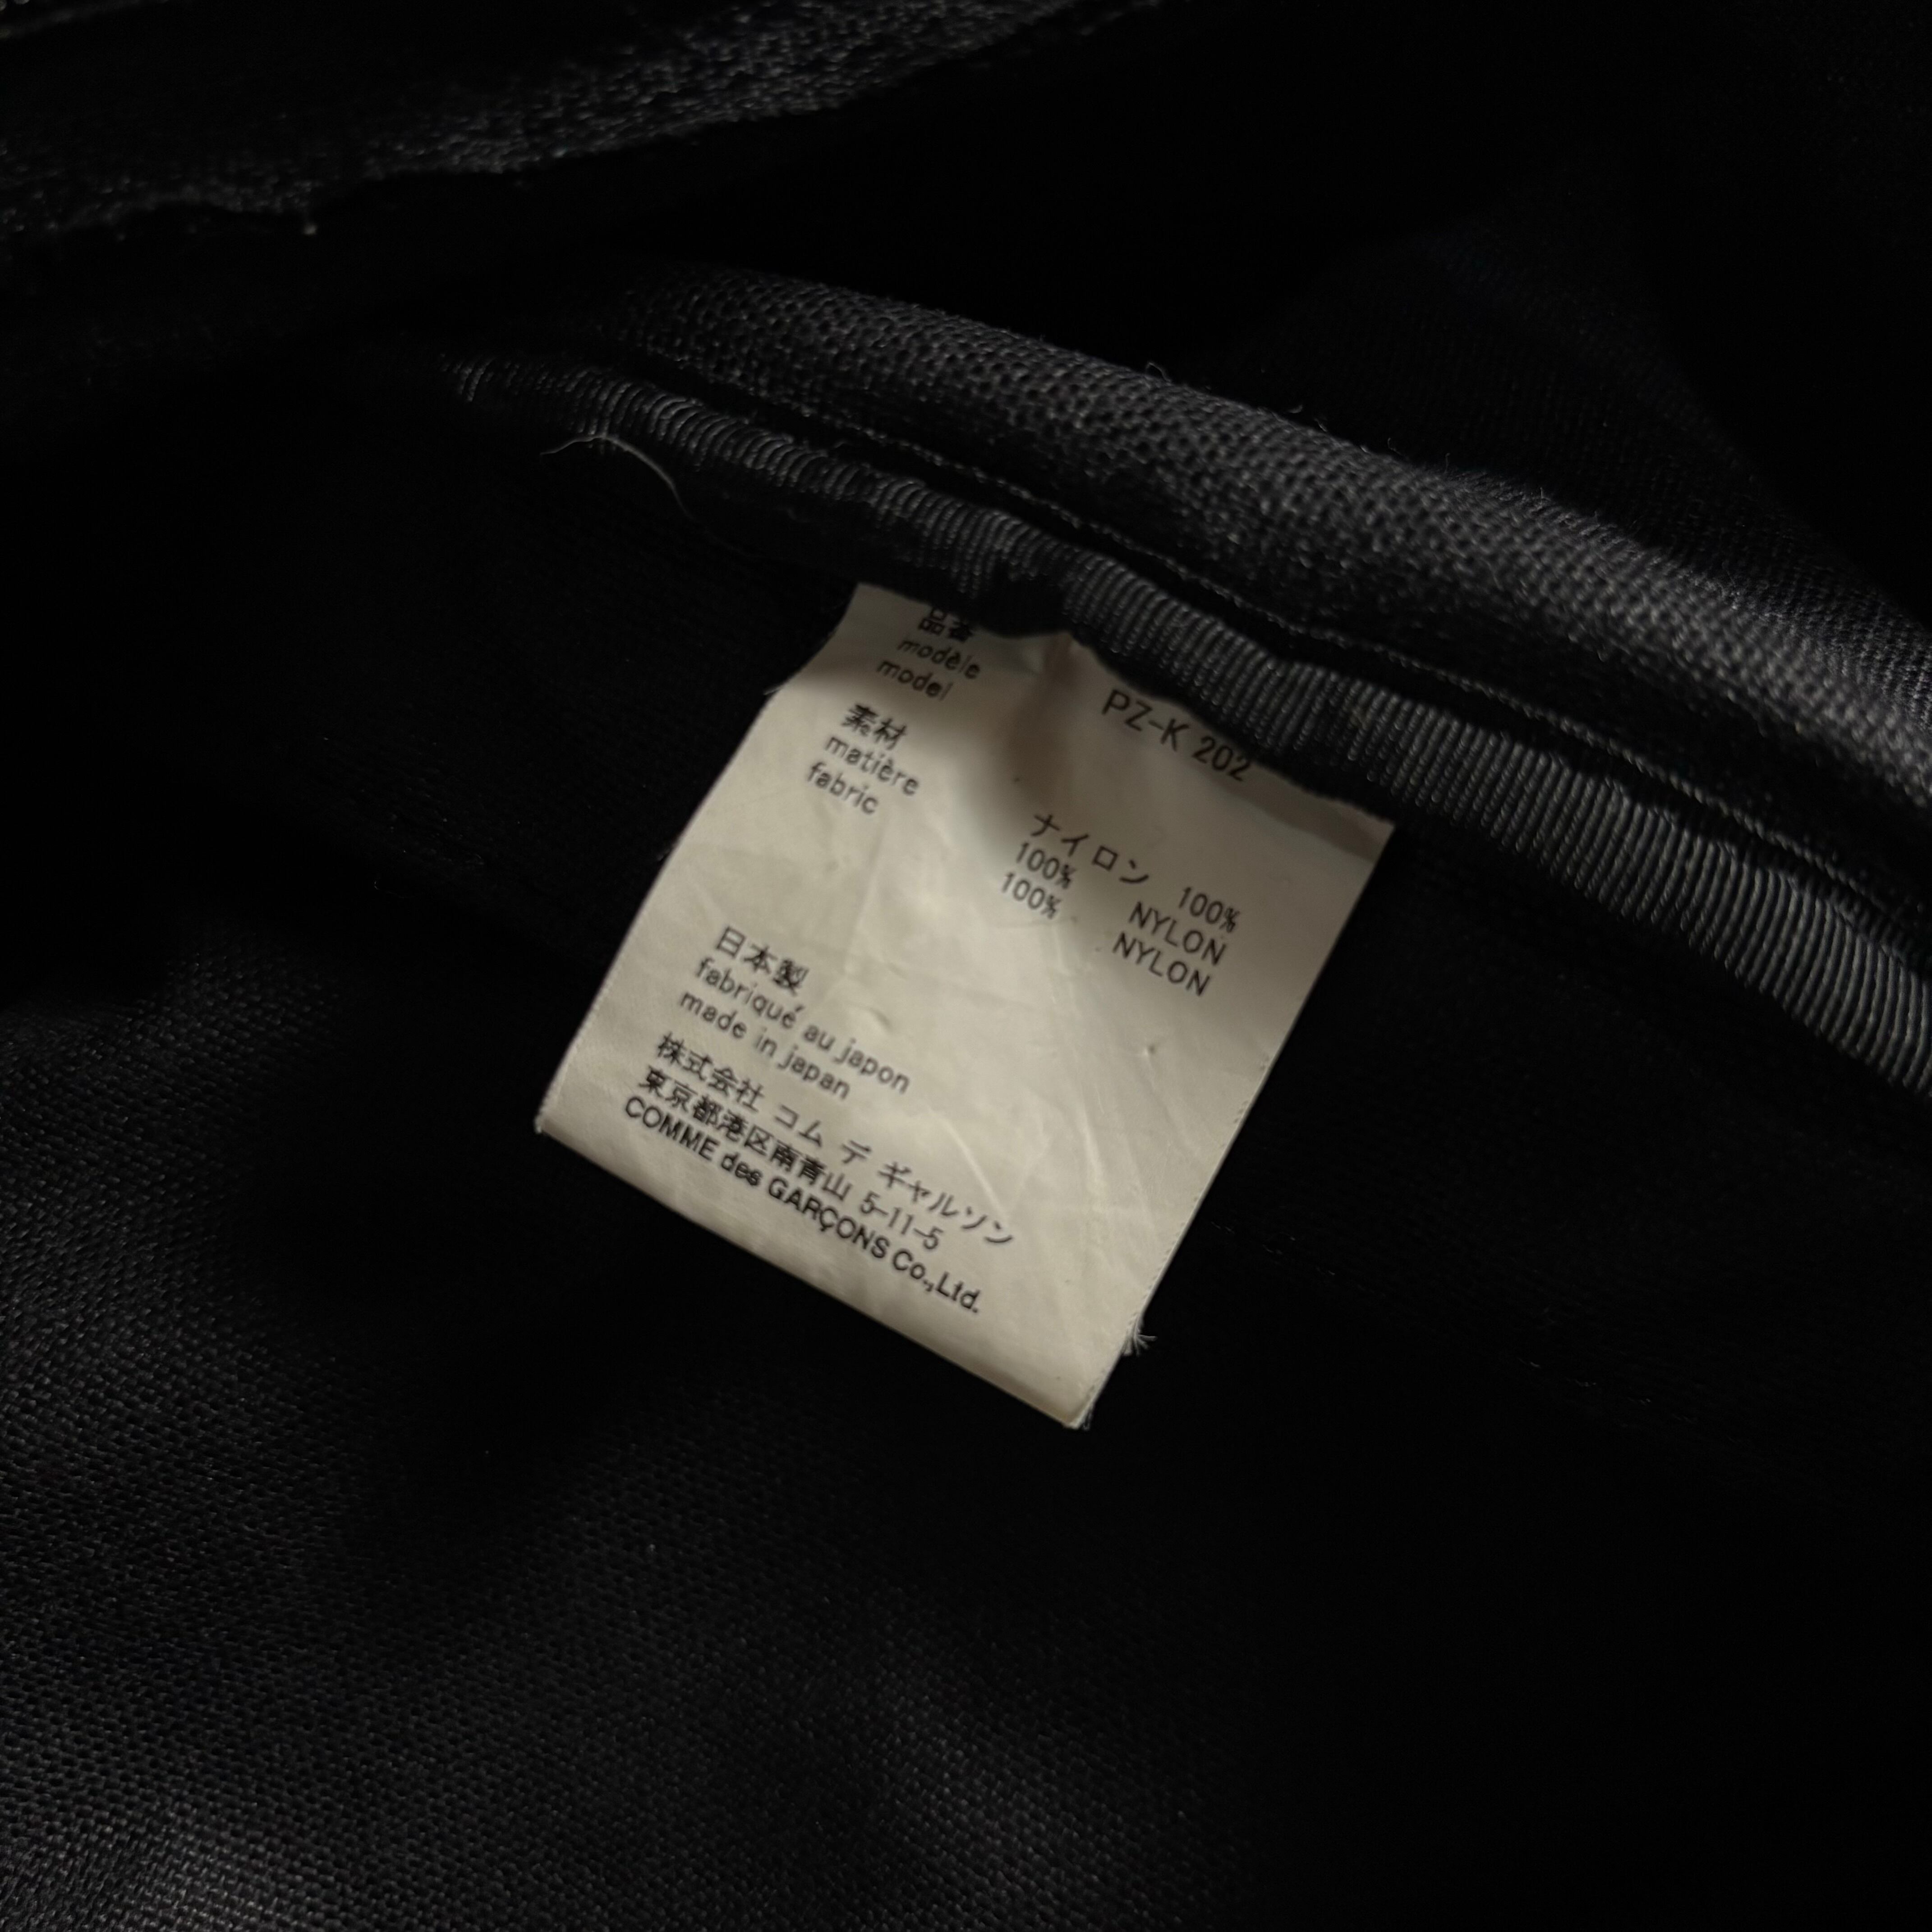 品番
modèle
model
PZ-K 202
素材
matière
fabric
ナイロン 100%
100% NYLON
100% NYLON
日本製
fabriqué au japon
made in japan
株式会社 コム デ ギャルソン
東京都港区南青山 5-11-5
COMME des GARÇONS Co.,Ltd.